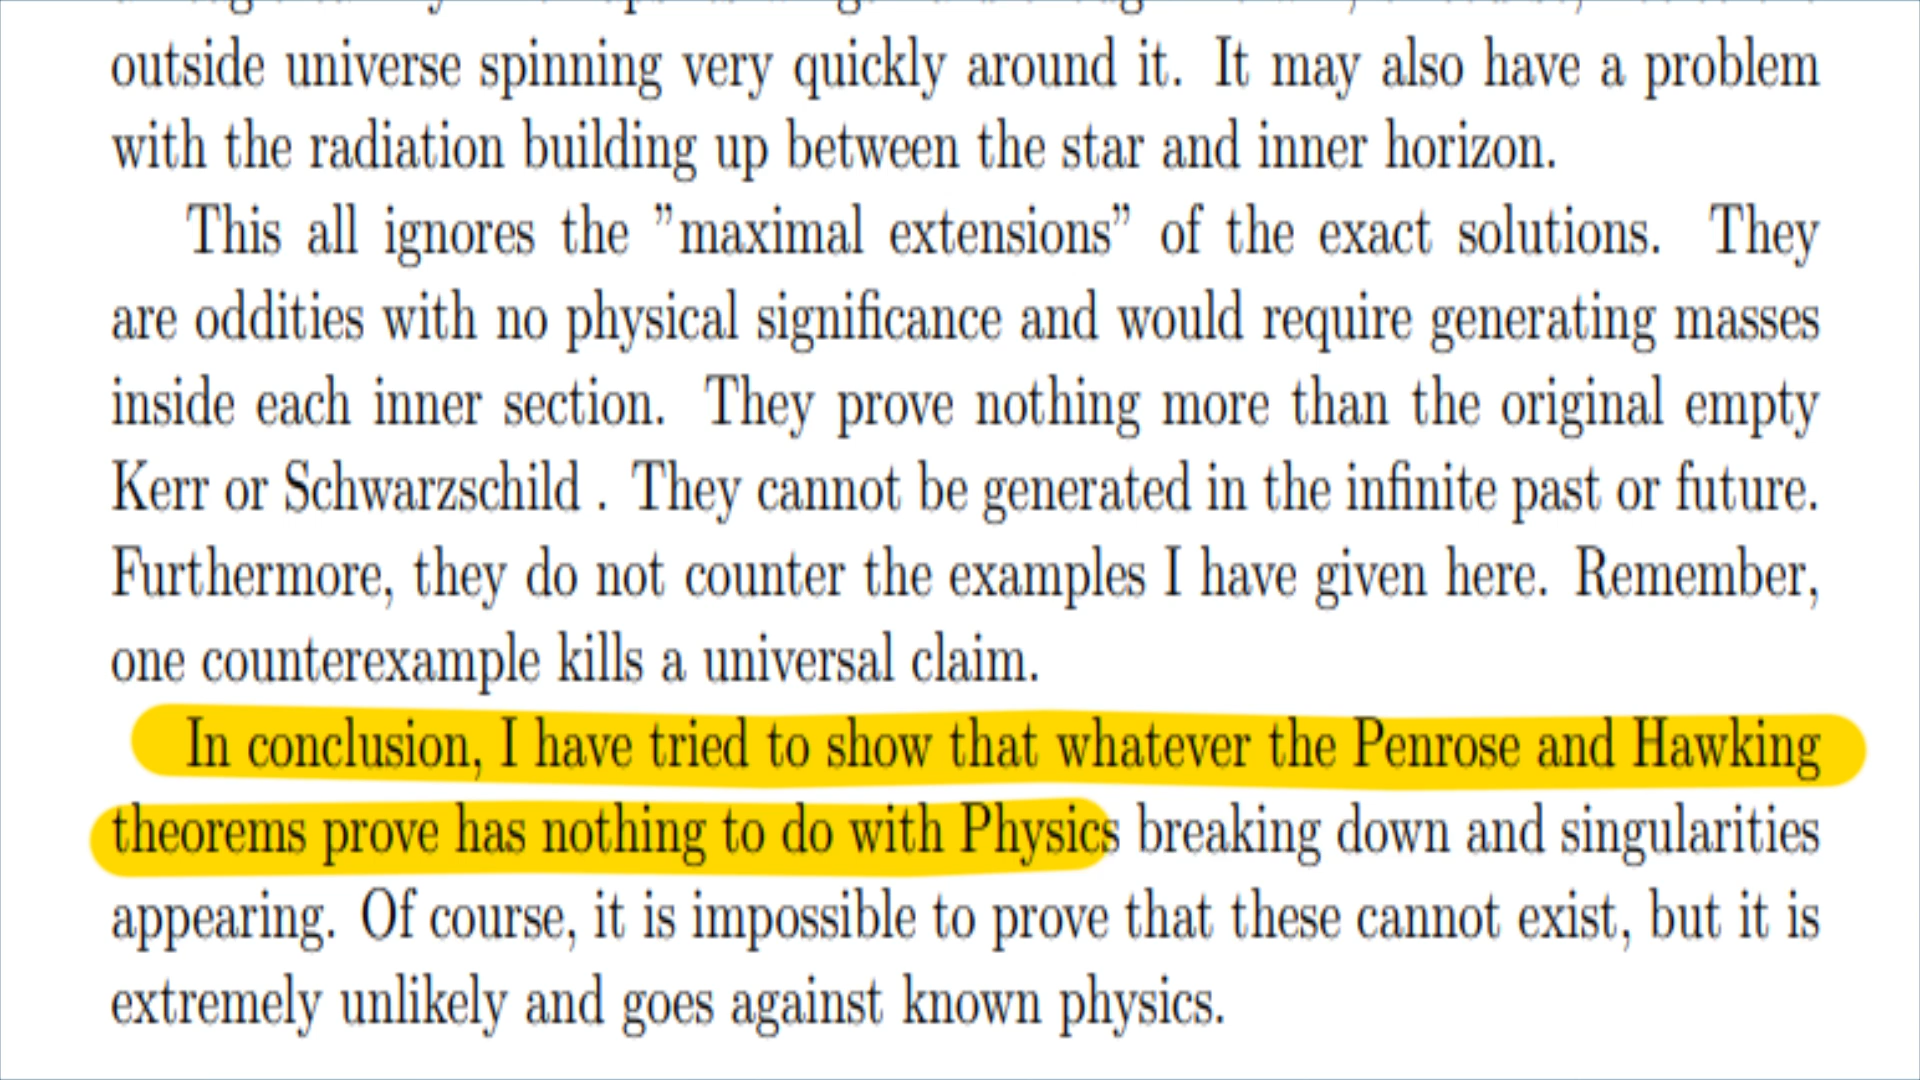 outside universe spinning very quickly around it. It may also have a problem
with the radiation building up between the star and inner horizon.
This all ignores the ”maximal extensions” of the exact solutions. They
are oddities with no physical significance and would require generating masses
inside each inner section. They prove nothing more than the original empty
Kerr or Schwarzschild . They cannot be generated in the infinite past or future.
Furthermore, they do not counter the examples I have given here. Remember,
one counterexample kills a universal claim.
In conclusion, I have tried to show that whatever the Penrose and Hawking
theorems prove has nothing to do with Physics breaking down and singularities
appearing. Of course, it is impossible to prove that these cannot exist, but it is
extremely unlikely and goes against known physics.